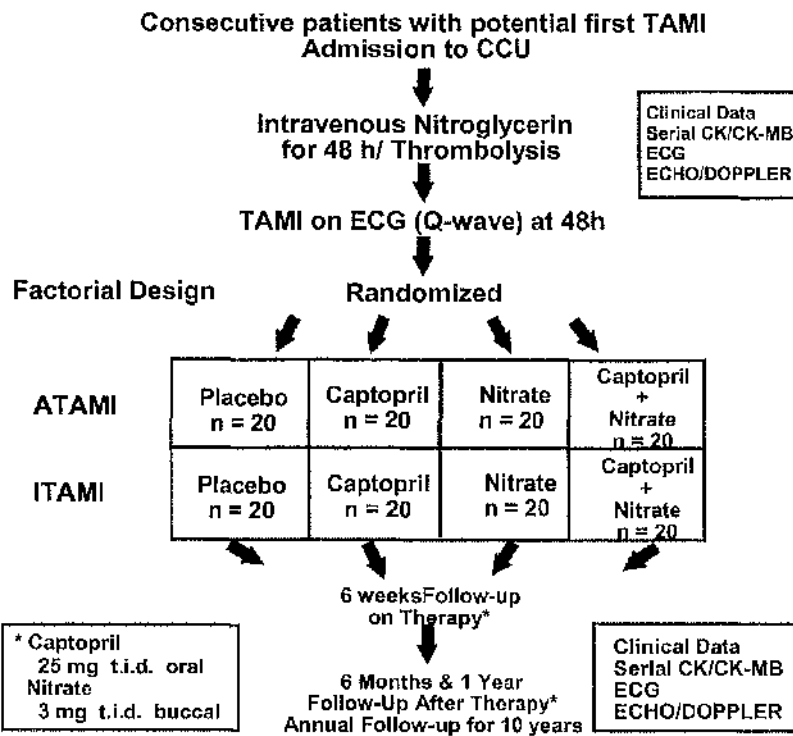 Consecutive patients with potential first TAMI
Admission to CCU
Intravenous Nitroglycerin
for 48 h/ Thrombolysis
Clinical Data
Serial CK/CK-MB
ECG
ECHO/DOPPLER
TAMI on ECG (Q-wave) at 48h
Factorial Design
Randomized
ATAMI
Placebo
n = 20
Captopril
n = 20
Nitrate
n = 20
Captopril
+
Nitrate
n = 20
ITAMI
Placebo
n = 20
Captopril
n = 20
Nitrate
n = 20
Captopril
+
Nitrate
n = 20
6 weeksFollow-up
on Therapy*
* Captopril
25 mg t.i.d. oral
Nitrate
3 mg t.i.d. buccal
6 Months & 1 Year
Follow-Up After Therapy*
Annual Follow-up for 10 years
Clinical Data
Serial CK/CK-MB
ECG
ECHO/DOPPLER